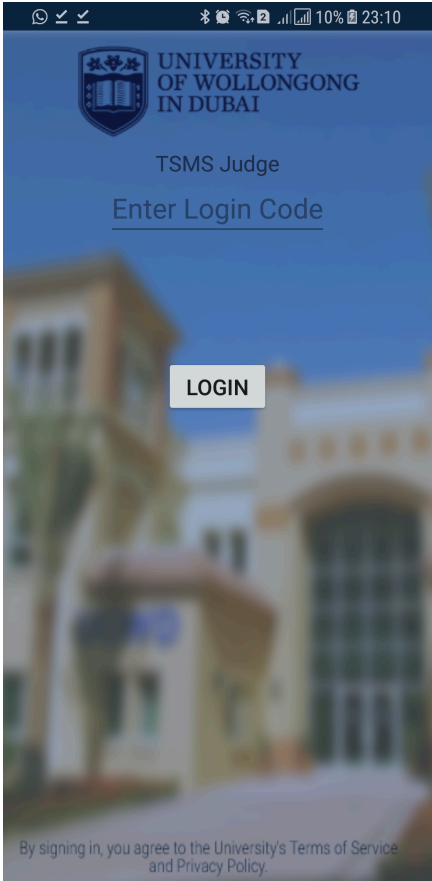 2 10% 23:10
UNIVERSITY
OF WOLLONGONG
IN DUBAI
TSMS Judge
Enter Login Code
LOGIN
By signing in, you agree to the University's Terms of Service
and Privacy Policy.